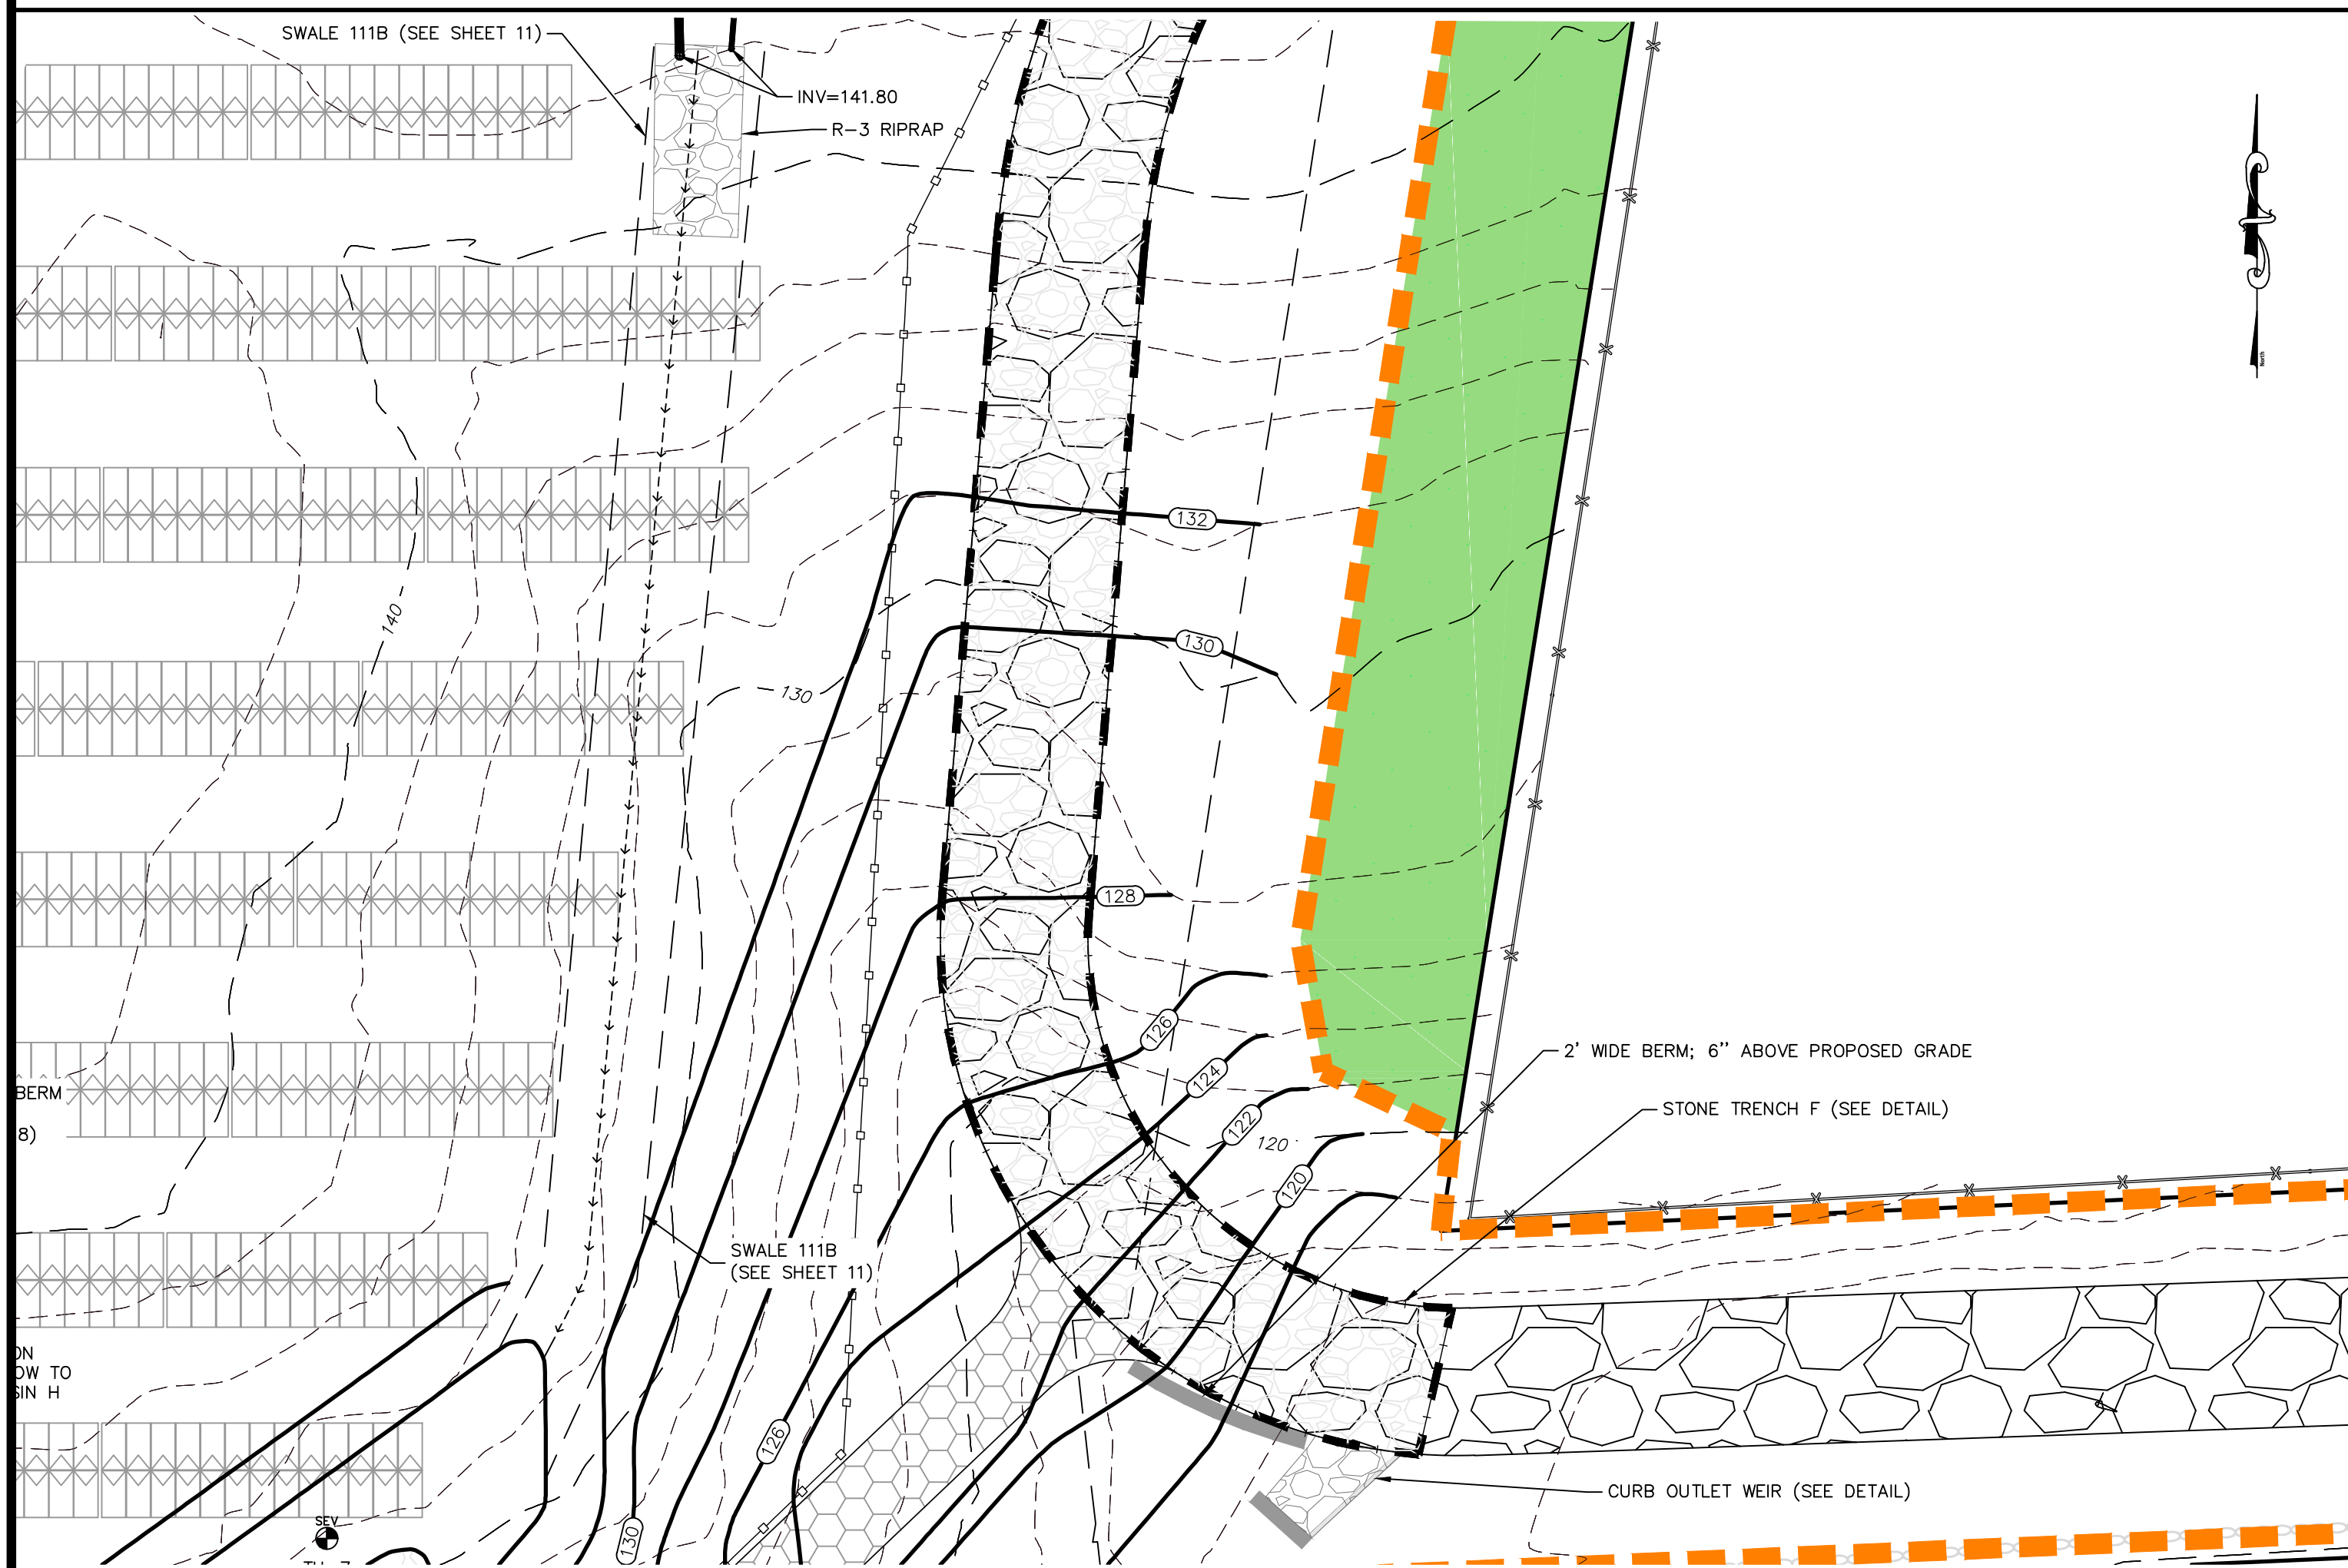 SWALE 111B (SEE SHEET 11)
INV=141.80
R-3 RIPRAP
North
132
140
130
130
128
126
2' WIDE BERM; 6" ABOVE PROPOSED GRADE
124
BERM
STONE TRENCH F (SEE DETAIL)
122
8)
120
120
SWALE 111B
(SEE SHEET 11)
ON
OW TO
SIN H
126
CURB OUTLET WEIR (SEE DETAIL)
SEV
130